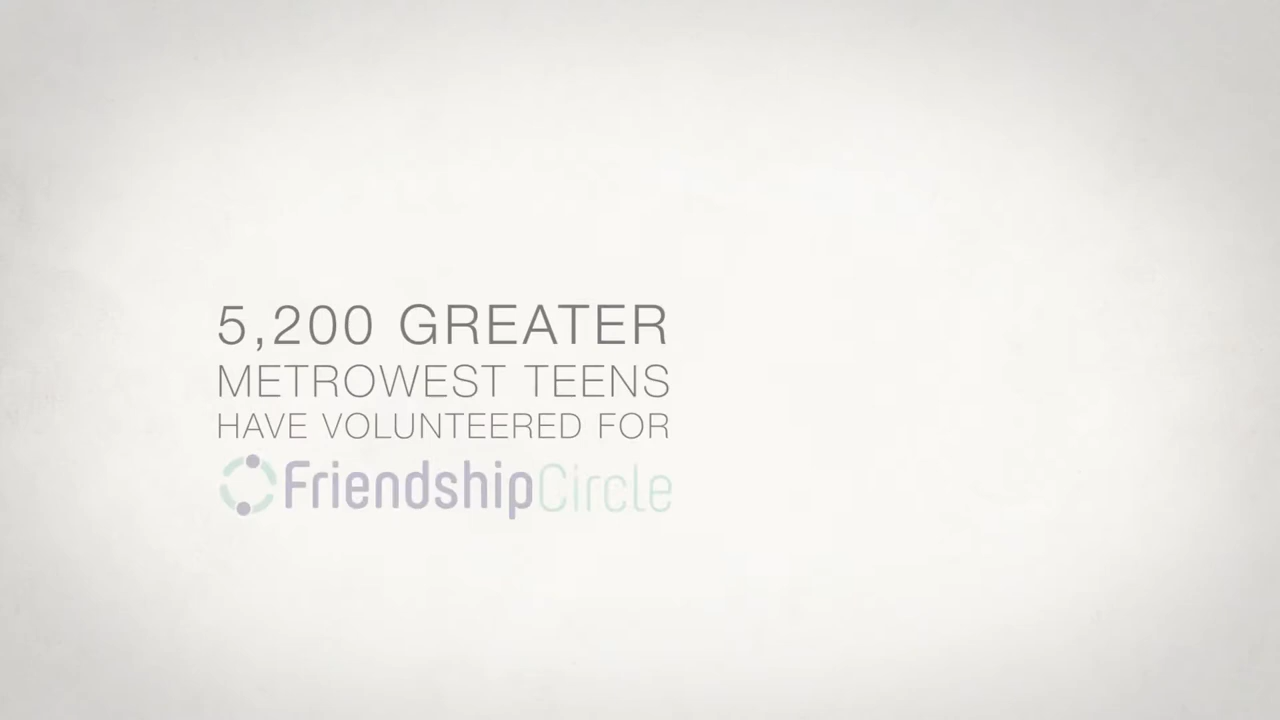 5,200 GREATER
METROWEST TEENS
HAVE VOLUNTEERED FOR
FriendshipCircle